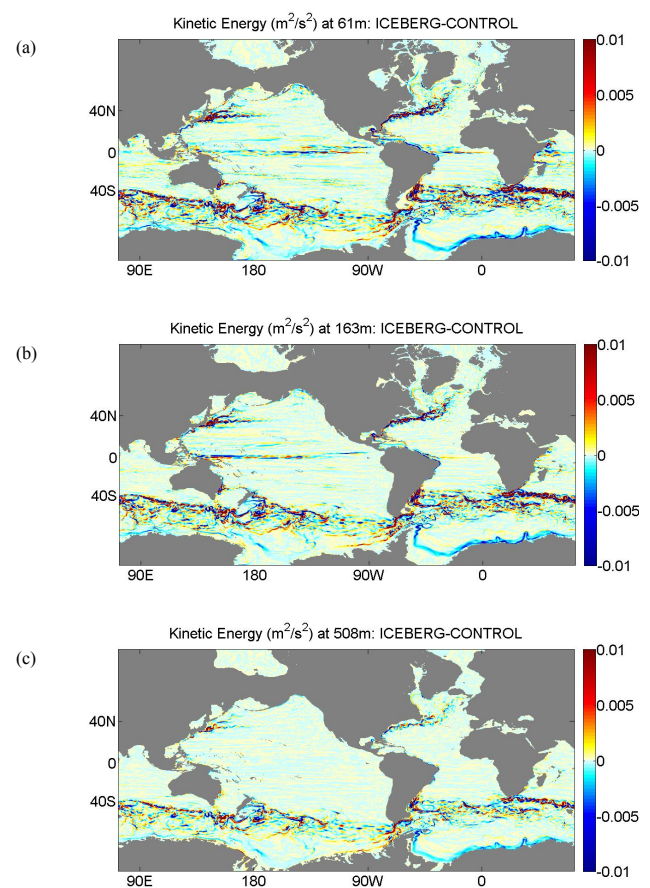 Kinetic Energy (m²/s²) at 61m: ICEBERG-CONTROL
(a)
0.01
0.005
0
-0.005
-0.01
40N
0
40S
90E 180 90W 0
Kinetic Energy (m²/s²) at 163m: ICEBERG-CONTROL
(b)
0.01
0.005
0
-0.005
-0.01
40N
0
40S
90E 180 90W 0
Kinetic Energy (m²/s²) at 508m: ICEBERG-CONTROL
(c)
0.01
0.005
0
-0.005
-0.01
40N
0
40S
90E 180 90W 0